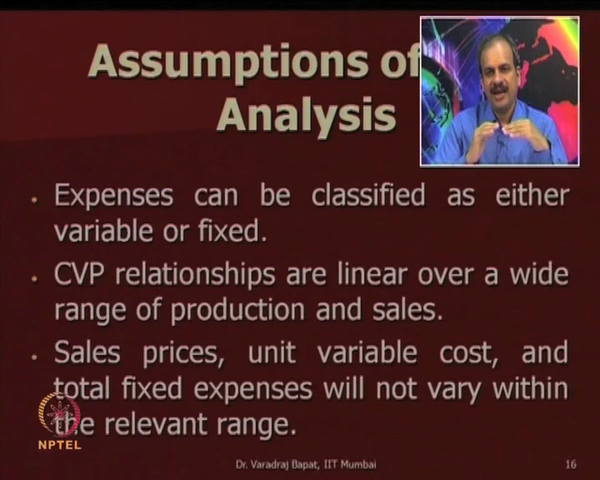 Assumptions of
Analysis
• Expenses can be classified as either
variable or fixed.
• CVP relationships are linear over a wide
range of production and sales.
• Sales prices, unit variable cost, and
total fixed expenses will not vary within
the relevant range.
NPTEL
Dr. Varadraj Bapat, IIT Mumbai
16